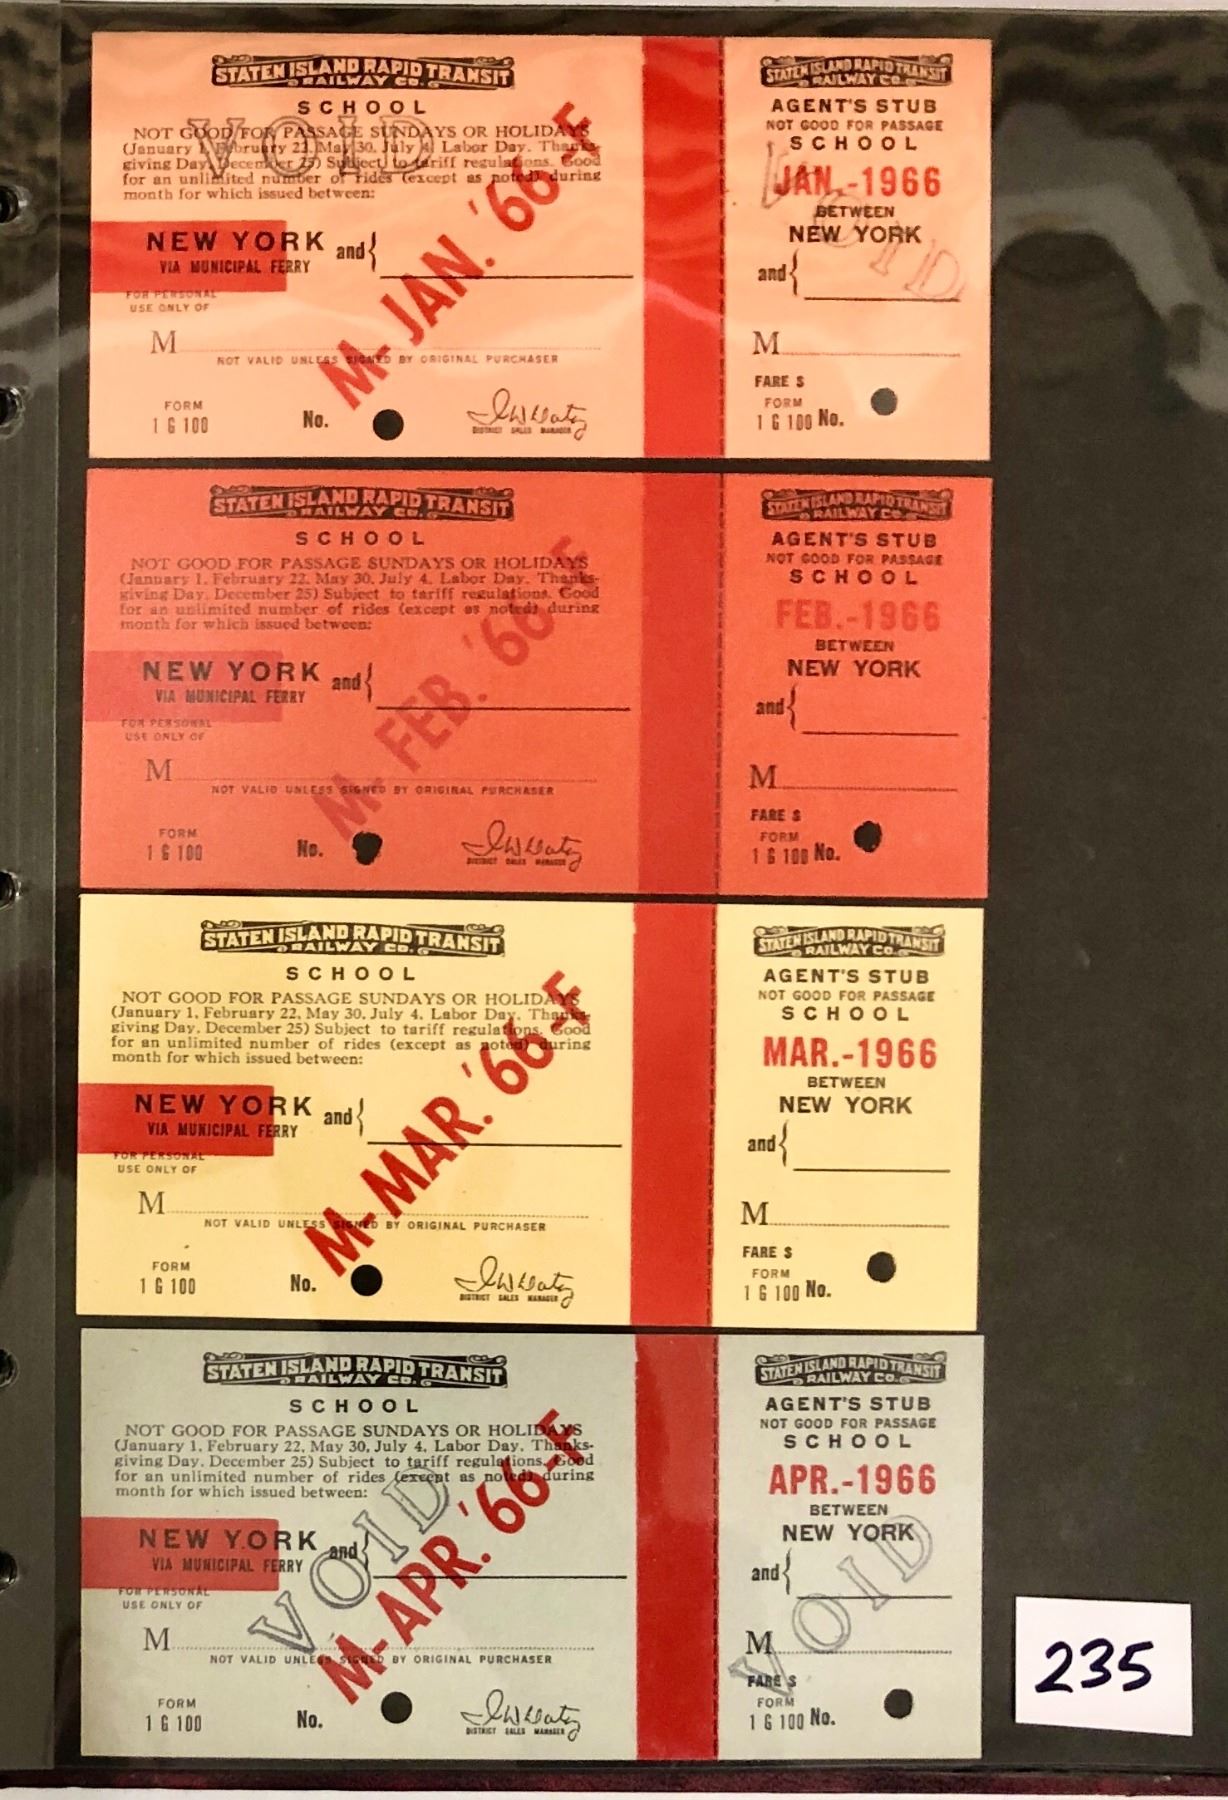 STATEN ISLAND RAPID TRANSIT
RAILWAY CO.
SCHOOL
NOT GOOD FOR PASSAGE SUNDAYS OR HOLIDAYS
(January 1, February 22, May 30, July 4, Labor Day, Thanks-
giving Day, December 25) Subject to tariff regulations. Good
for an unlimited number of rides (except as noted) during
month for which issued between:
VOID
NEW YORK and {
VIA MUNICIPAL FERRY
FOR PERSONAL
USE ONLY OF
M
NOT VALID UNLESS SIGNED BY ORIGINAL PURCHASER
M-JAN. '66-F
FORM
1 G 100
No.
DISTRICT SALES MANAGER
STATEN ISLAND RAPID TRANSIT
RAILWAY CO.
AGENT'S STUB
NOT GOOD FOR PASSAGE
SCHOOL
JAN.-1966
BETWEEN
NEW YORK
and {
VOID
M
FARE $
FORM
1 G 100 No.
STATEN ISLAND RAPID TRANSIT
RAILWAY CO.
SCHOOL
NOT GOOD FOR PASSAGE SUNDAYS OR HOLIDAYS
(January 1, February 22, May 30, July 4, Labor Day, Thanks-
giving Day, December 25) Subject to tariff regulations. Good
for an unlimited number of rides (except as noted) during
month for which issued between:
NEW YORK and {
VIA MUNICIPAL FERRY
FOR PERSONAL
USE ONLY OF
M
NOT VALID UNLESS SIGNED BY ORIGINAL PURCHASER
M-FEB. '66-F
FORM
1 G 100
No.
DISTRICT SALES MANAGER
STATEN ISLAND RAPID TRANSIT
RAILWAY CO.
AGENT'S STUB
NOT GOOD FOR PASSAGE
SCHOOL
FEB.-1966
BETWEEN
NEW YORK
and {
M
FARE $
FORM
1 G 100 No.
STATEN ISLAND RAPID TRANSIT
RAILWAY CO.
SCHOOL
NOT GOOD FOR PASSAGE SUNDAYS OR HOLIDAYS
(January 1, February 22, May 30, July 4, Labor Day, Thanks-
giving Day, December 25) Subject to tariff regulations. Good
for an unlimited number of rides (except as noted) during
month for which issued between:
NEW YORK and {
VIA MUNICIPAL FERRY
FOR PERSONAL
USE ONLY OF
M
NOT VALID UNLESS SIGNED BY ORIGINAL PURCHASER
M-MAR. '66-F
FORM
1 G 100
No.
DISTRICT SALES MANAGER
STATEN ISLAND RAPID TRANSIT
RAILWAY CO.
AGENT'S STUB
NOT GOOD FOR PASSAGE
SCHOOL
MAR.-1966
BETWEEN
NEW YORK
and {
M
FARE $
FORM
1 G 100 No.
STATEN ISLAND RAPID TRANSIT
RAILWAY CO.
SCHOOL
NOT GOOD FOR PASSAGE SUNDAYS OR HOLIDAYS
(January 1, February 22, May 30, July 4, Labor Day, Thanks-
giving Day, December 25) Subject to tariff regulations. Good
for an unlimited number of rides (except as noted) during
month for which issued between:
NEW YORK and {
VIA MUNICIPAL FERRY
FOR PERSONAL
USE ONLY OF
VOID
M
NOT VALID UNLESS SIGNED BY ORIGINAL PURCHASER
M-APR. '66-F
FORM
1 G 100
No.
DISTRICT SALES MANAGER
STATEN ISLAND RAPID TRANSIT
RAILWAY CO.
AGENT'S STUB
NOT GOOD FOR PASSAGE
SCHOOL
APR.-1966
BETWEEN
NEW YORK
and {
VOID
M
FARE $
FORM
1 G 100 No.
235